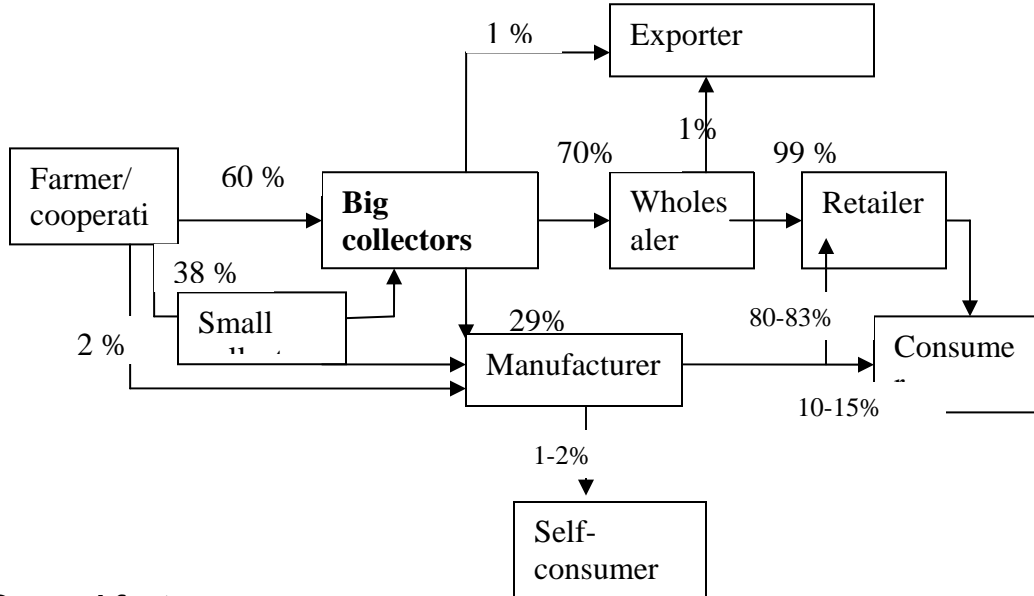 1 %
Exporter
1%
70%
99 %
Farmer/
cooperati
60 %
Big
collectors
Wholes
aler
Retailer
38 %
Small
2 %
29%
Manufacturer
80-83%
Consume
10-15%
1-2%
Self-
consumer